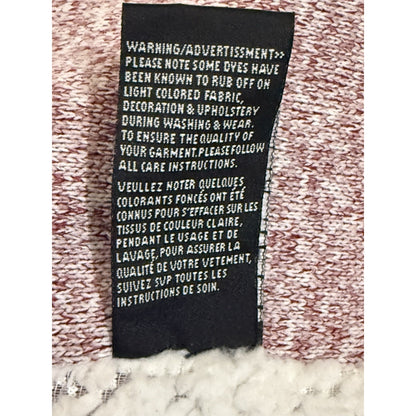 WARNING/ADVERTISSMENT>>
PLEASE NOTE SOME DYES HAVE
BEEN KNOWN TO RUB OFF ON
LIGHT COLORED FABRIC,
DECORATION & UPHOLSTERY
DURING WASHING & WEAR.
TO ENSURE THE QUALITY OF
YOUR GARMENT.PLEASE FOLLOW
ALL CARE INSTRUCTIONS.
VEUILLEZ NOTER QUELQUES
COLORANTS FONCÉS ONT ÉTÉ
CONNUS POUR S'EFFACER SUR LES
TISSUS DE COULEUR CLAIRE,
PENDANT LE USAGE ET DE
LAVAGE, POUR ASSURER LA
QUALITÉ DE VOTRE VETEMENT,
SUIVEZ SUP TOUTES LES
INSTRUCTIONS DE SOIN.